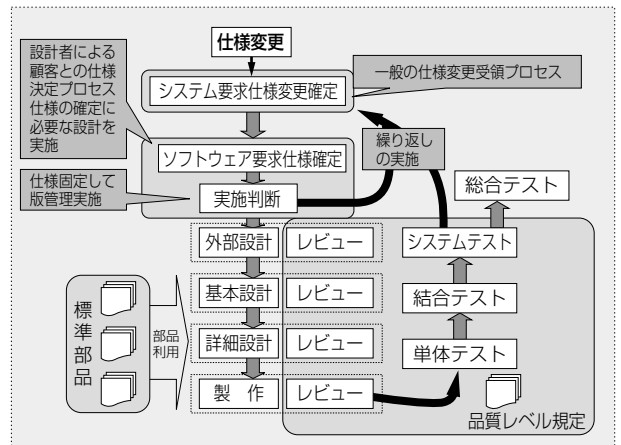 仕様変更
設計者による
顧客との仕様
決定プロセス
仕様の確定に
必要な設計を
実施
一般の仕様変更受領プロセス
システム要求仕様変更確定
繰り返し
の実施
ソフトウェア要求仕様確定
仕様固定して
版管理実施
実施判断
総合テスト
外部設計
レビュー
システムテスト
基本設計
レビュー
結合テスト
標準部品
部品
利用
詳細設計
レビュー
単体テスト
製 作
レビュー
品質レベル規定